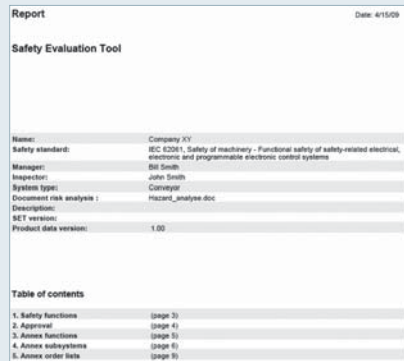 Report Date: 4/15/09
Safety Evaluation Tool
Name: Company XY
Safety standard: IEC 62061, Safety of machinery - Functional safety of safety-related electrical,
electronic and programmable electronic control systems
Manager: Bill Smith
Inspector: John Smith
System type: Conveyor
Document risk analysis : Hazard_analyse.doc
Description:
SET version:
Product data version: 1.00
Table of contents
1. Safety functions (page 3)
2. Approval (page 4)
3. Annex functions (page 5)
4. Annex subsystems (page 6)
5. Annex order lists (page 9)